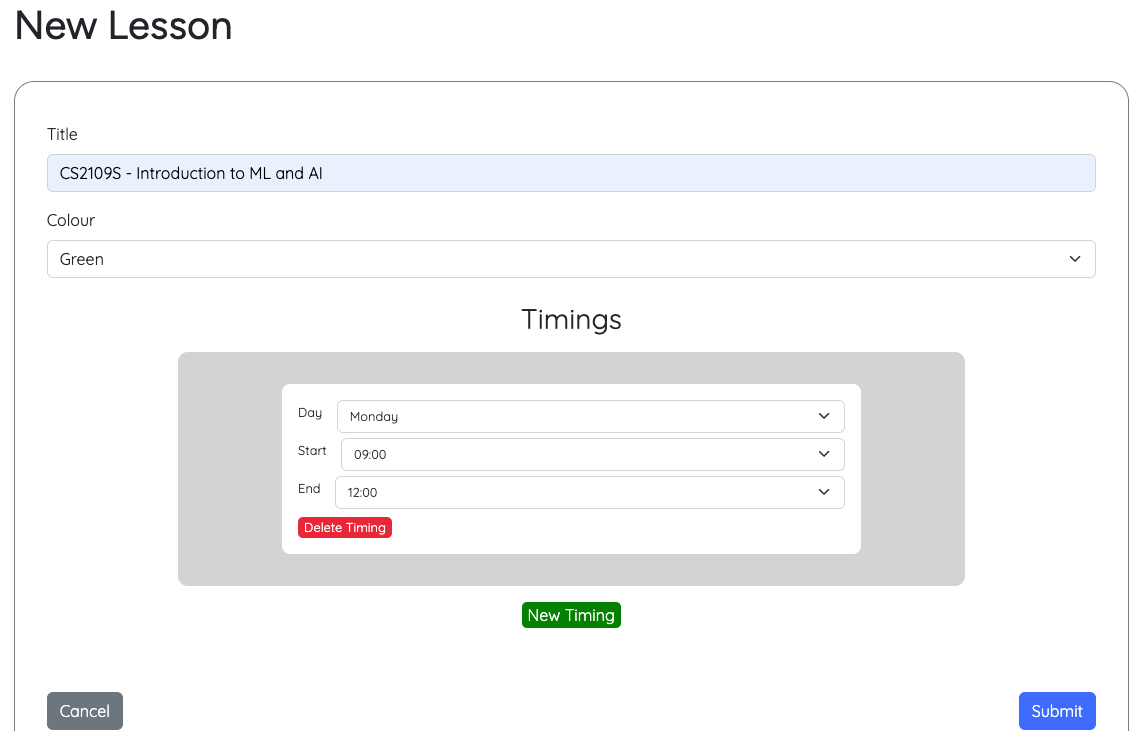 New Lesson
Title
CS2109S - Introduction to ML and AI
Colour
Green
Timings
Day Monday
Start 09:00
End 12:00
Delete Timing
New Timing
Cancel Submit